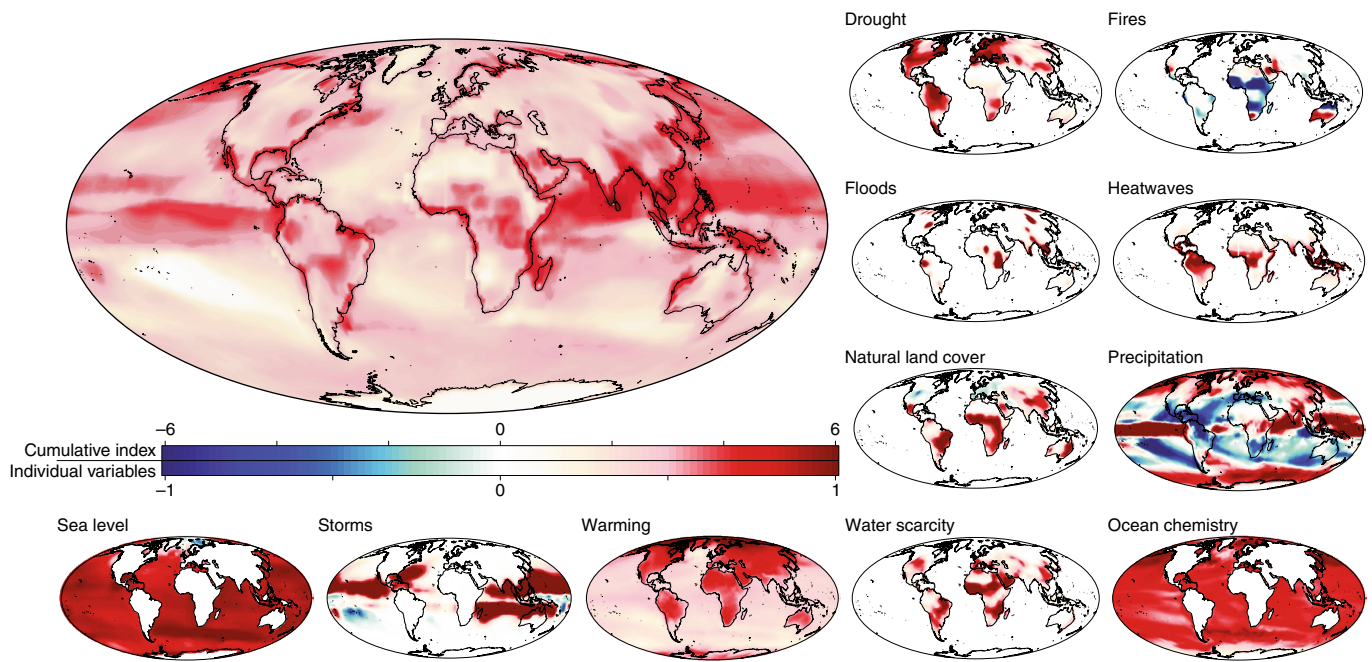 Drought
Fires
Floods
Heatwaves
Natural land cover
Precipitation
−6
0
6
Cumulative index
Individual variables
−1
0
1
Sea level
Storms
Warming
Water scarcity
Ocean chemistry